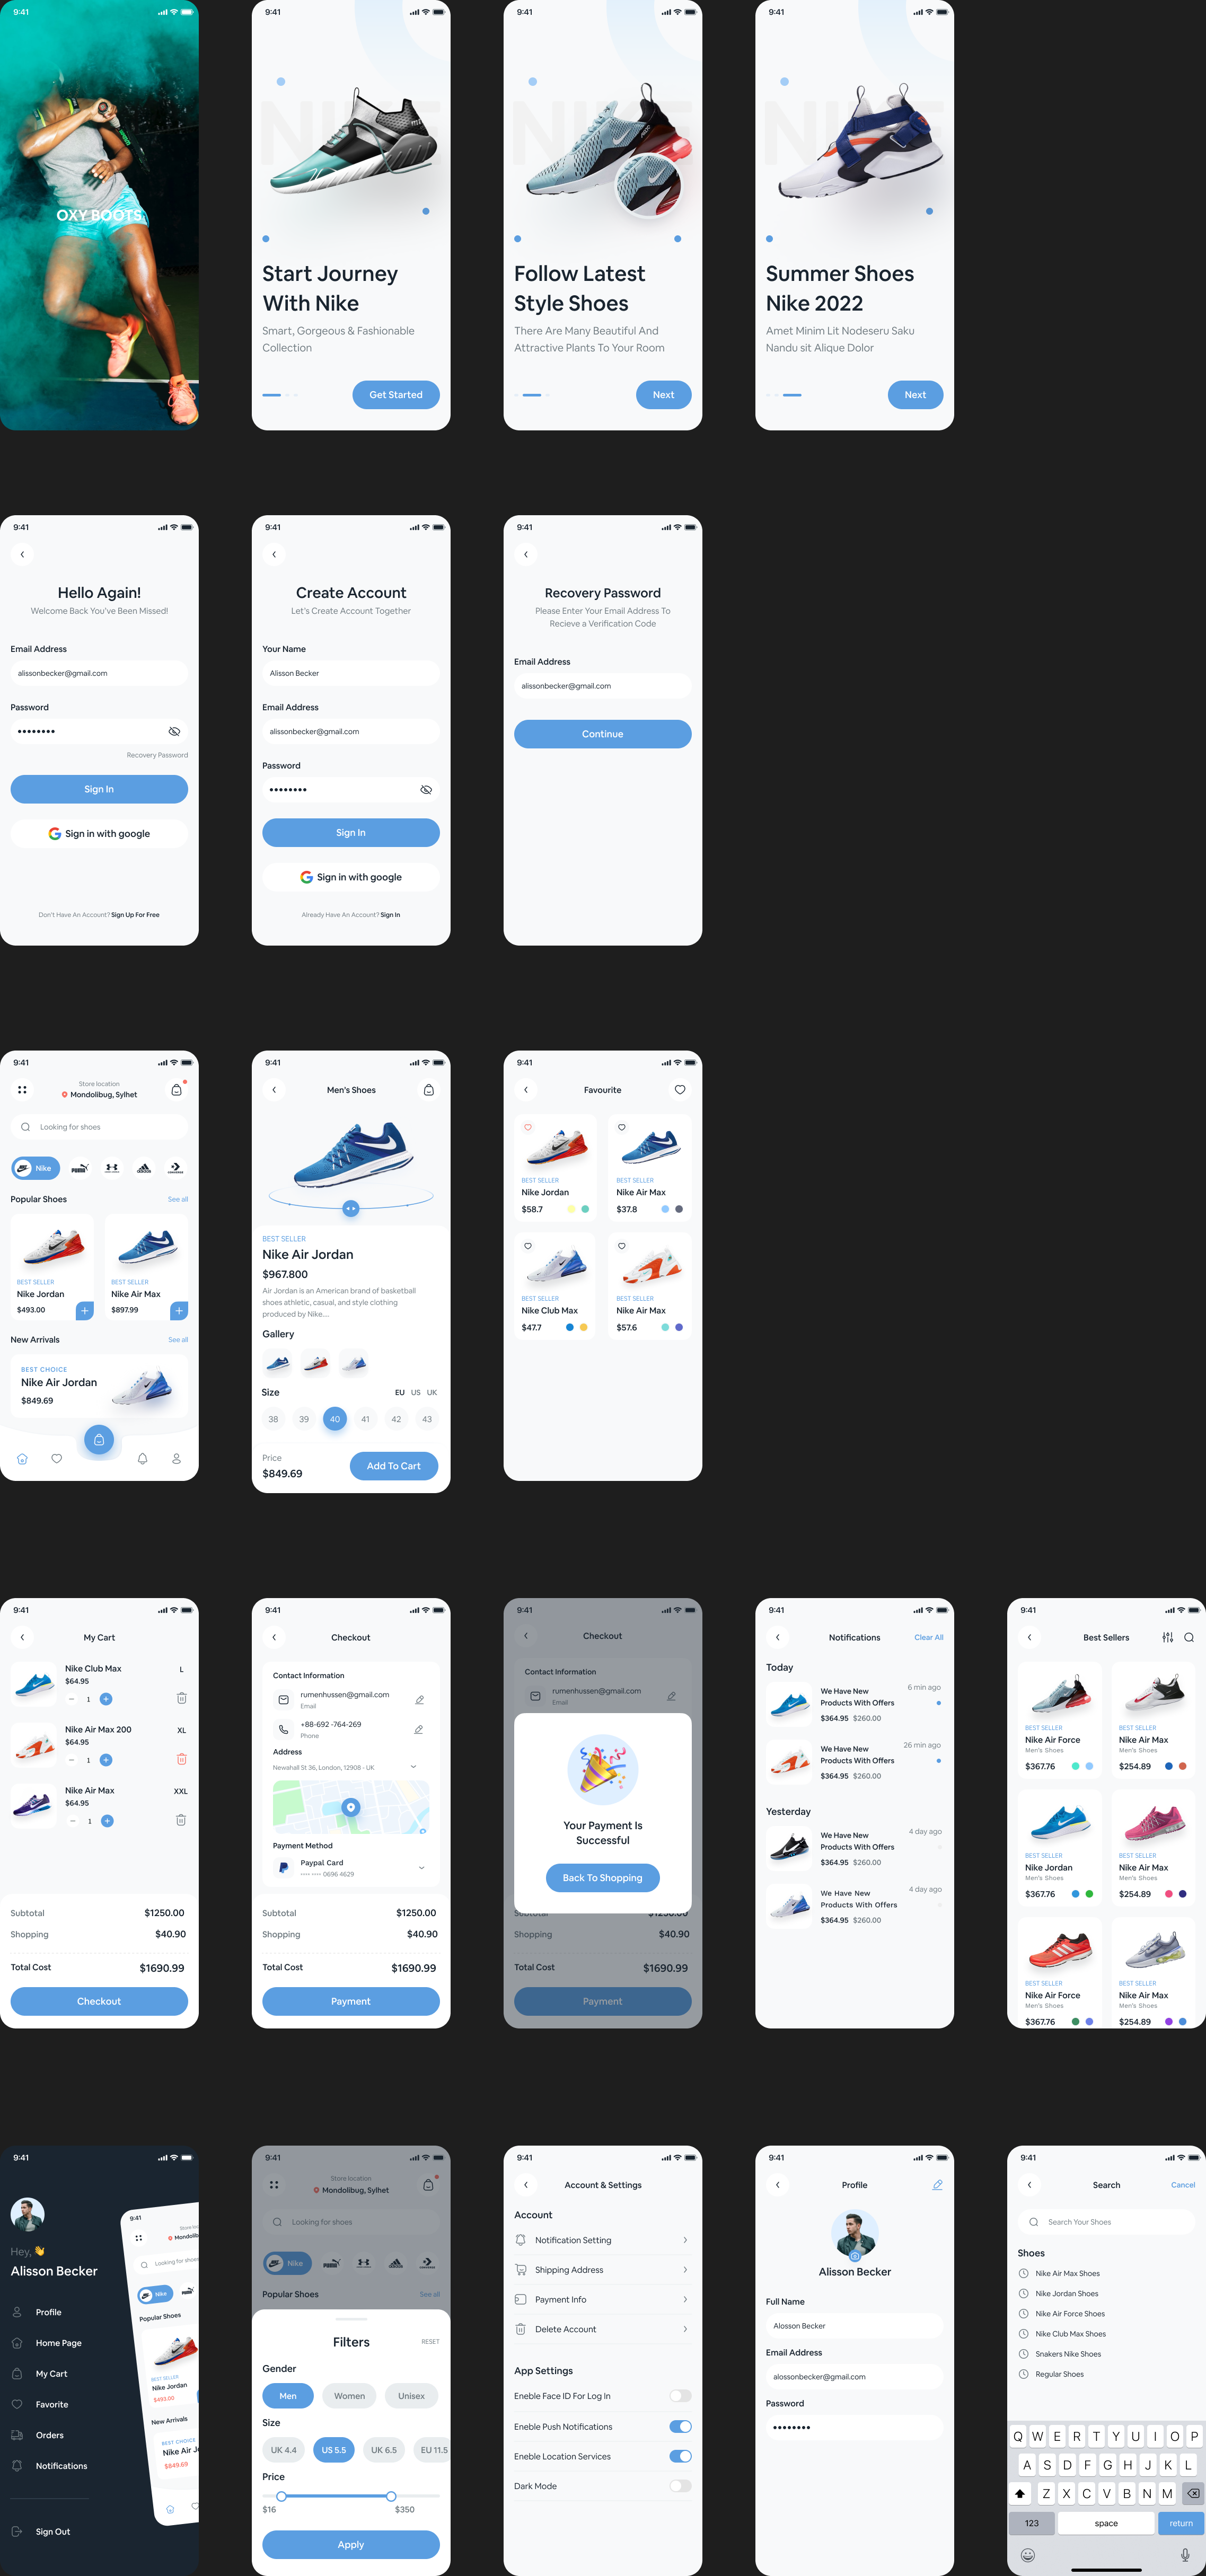 9:41
OXY BOOTS
9:41
NIKE
Start Journey
With Nike
Smart, Gorgeous & Fashionable
Collection
Get Started
9:41
NIKE
Follow Latest
Style Shoes
There Are Many Beautiful And
Attractive Plants To Your Room
Next
9:41
NIKE
Summer Shoes
Nike 2022
Amet Minim Lit Nodeseru Saku
Nandu sit Alique Dolor
Next
9:41
Hello Again!
Welcome Back You've Been Missed!
Email Address
alissonbecker@gmail.com
Password
Recovery Password
Sign In
Sign in with google
Don't Have An Account? Sign Up For Free
9:41
Create Account
Let's Create Account Together
Your Name
Alisson Becker
Email Address
alissonbecker@gmail.com
Password
Sign In
Sign in with google
Already Have An Account? Sign In
9:41
Recovery Password
Please Enter Your Email Address To
Recieve a Verification Code
Email Address
alissonbecker@gmail.com
Continue
9:41
Store location
Mondolibug, Sylhet
Looking for shoes
Nike
Popular Shoes
See all
BEST SELLER
Nike Jordan
$493.00
BEST SELLER
Nike Air Max
$897.99
New Arrivals
See all
BEST CHOICE
Nike Air Jordan
$849.69
9:41
Men's Shoes
BEST SELLER
Nike Air Jordan
$967.800
Air Jordan is an American brand of basketball
shoes athletic, casual, and style clothing
produced by Nike....
Gallery
Size
EU US UK
38 39 40 41 42 43
Price
$849.69
Add To Cart
9:41
Favourite
BEST SELLER
Nike Jordan
$58.7
BEST SELLER
Nike Air Max
$37.8
BEST SELLER
Nike Club Max
$47.7
BEST SELLER
Nike Air Max
$57.6
9:41
My Cart
Nike Club Max
$64.95
1
L
Nike Air Max 200
$64.95
1
XL
Nike Air Max
$64.95
1
XXL
Subtotal $1250.00
Shopping $40.90
Total Cost $1690.99
Checkout
9:41
Checkout
Contact Information
rumenhussen@gmail.com
Email
+88-692 -764-269
Phone
Address
Newahall St 36, London, 12908 - UK
Payment Method
Paypal Card
•••• •••• 0696 4629
Subtotal $1250.00
Shopping $40.90
Total Cost $1690.99
Payment
9:41
Checkout
Contact Information
rumenhussen@gmail.com
Email
Your Payment Is
Successful
Back To Shopping
Subtotal $1250.00
Shopping $40.90
Total Cost $1690.99
Payment
9:41
Notifications
Clear All
Today
We Have New
Products With Offers
$364.95 $260.00
6 min ago
We Have New
Products With Offers
$364.95 $260.00
26 min ago
Yesterday
We Have New
Products With Offers
$364.95 $260.00
4 day ago
We Have New
Products With Offers
$364.95 $260.00
4 day ago
9:41
Best Sellers
BEST SELLER
Nike Air Force
Men's Shoes
$367.76
BEST SELLER
Nike Air Max
Men's Shoes
$254.89
BEST SELLER
Nike Jordan
Men's Shoes
$367.76
BEST SELLER
Nike Air Max
Men's Shoes
$254.89
BEST SELLER
Nike Air Force
Men's Shoes
$367.76
BEST SELLER
Nike Air Max
Men's Shoes
$254.89
9:41
Hey,
Alisson Becker
Profile
Home Page
My Cart
Favorite
Orders
Notifications
Sign Out
9:41
Looking for shoes
Nike
Popular Shoes
BEST SELLER
Nike Jordan
$493.00
New Arrivals
BEST CHOICE
$849.69
9:41
Store location
Mondolibug, Sylhet
Looking for shoes
Nike
Popular Shoes
See all
Filters
RESET
Gender
Men Women Unisex
Size
UK 4.4 US 5.5 UK 6.5 EU 11.5
Price
$16 $350
Apply
9:41
Account & Settings
Account
Notification Setting
Shipping Address
Payment Info
Delete Account
App Settings
Enable Face ID For Log In
Enable Push Notifications
Enable Location Services
Dark Mode
9:41
Profile
Alisson Becker
Full Name
Alosson Becker
Email Address
alossonbecker@gmail.com
Password
9:41
Search
Cancel
Search Your Shoes
Shoes
Nike Air Max Shoes
Nike Jordan Shoes
Nike Air Force Shoes
Nike Club Max Shoes
Snakers Nike Shoes
Regular Shoes
Q W E R T Y U I O P
A S D F G H J K L
Z X C V B N M
123 space return